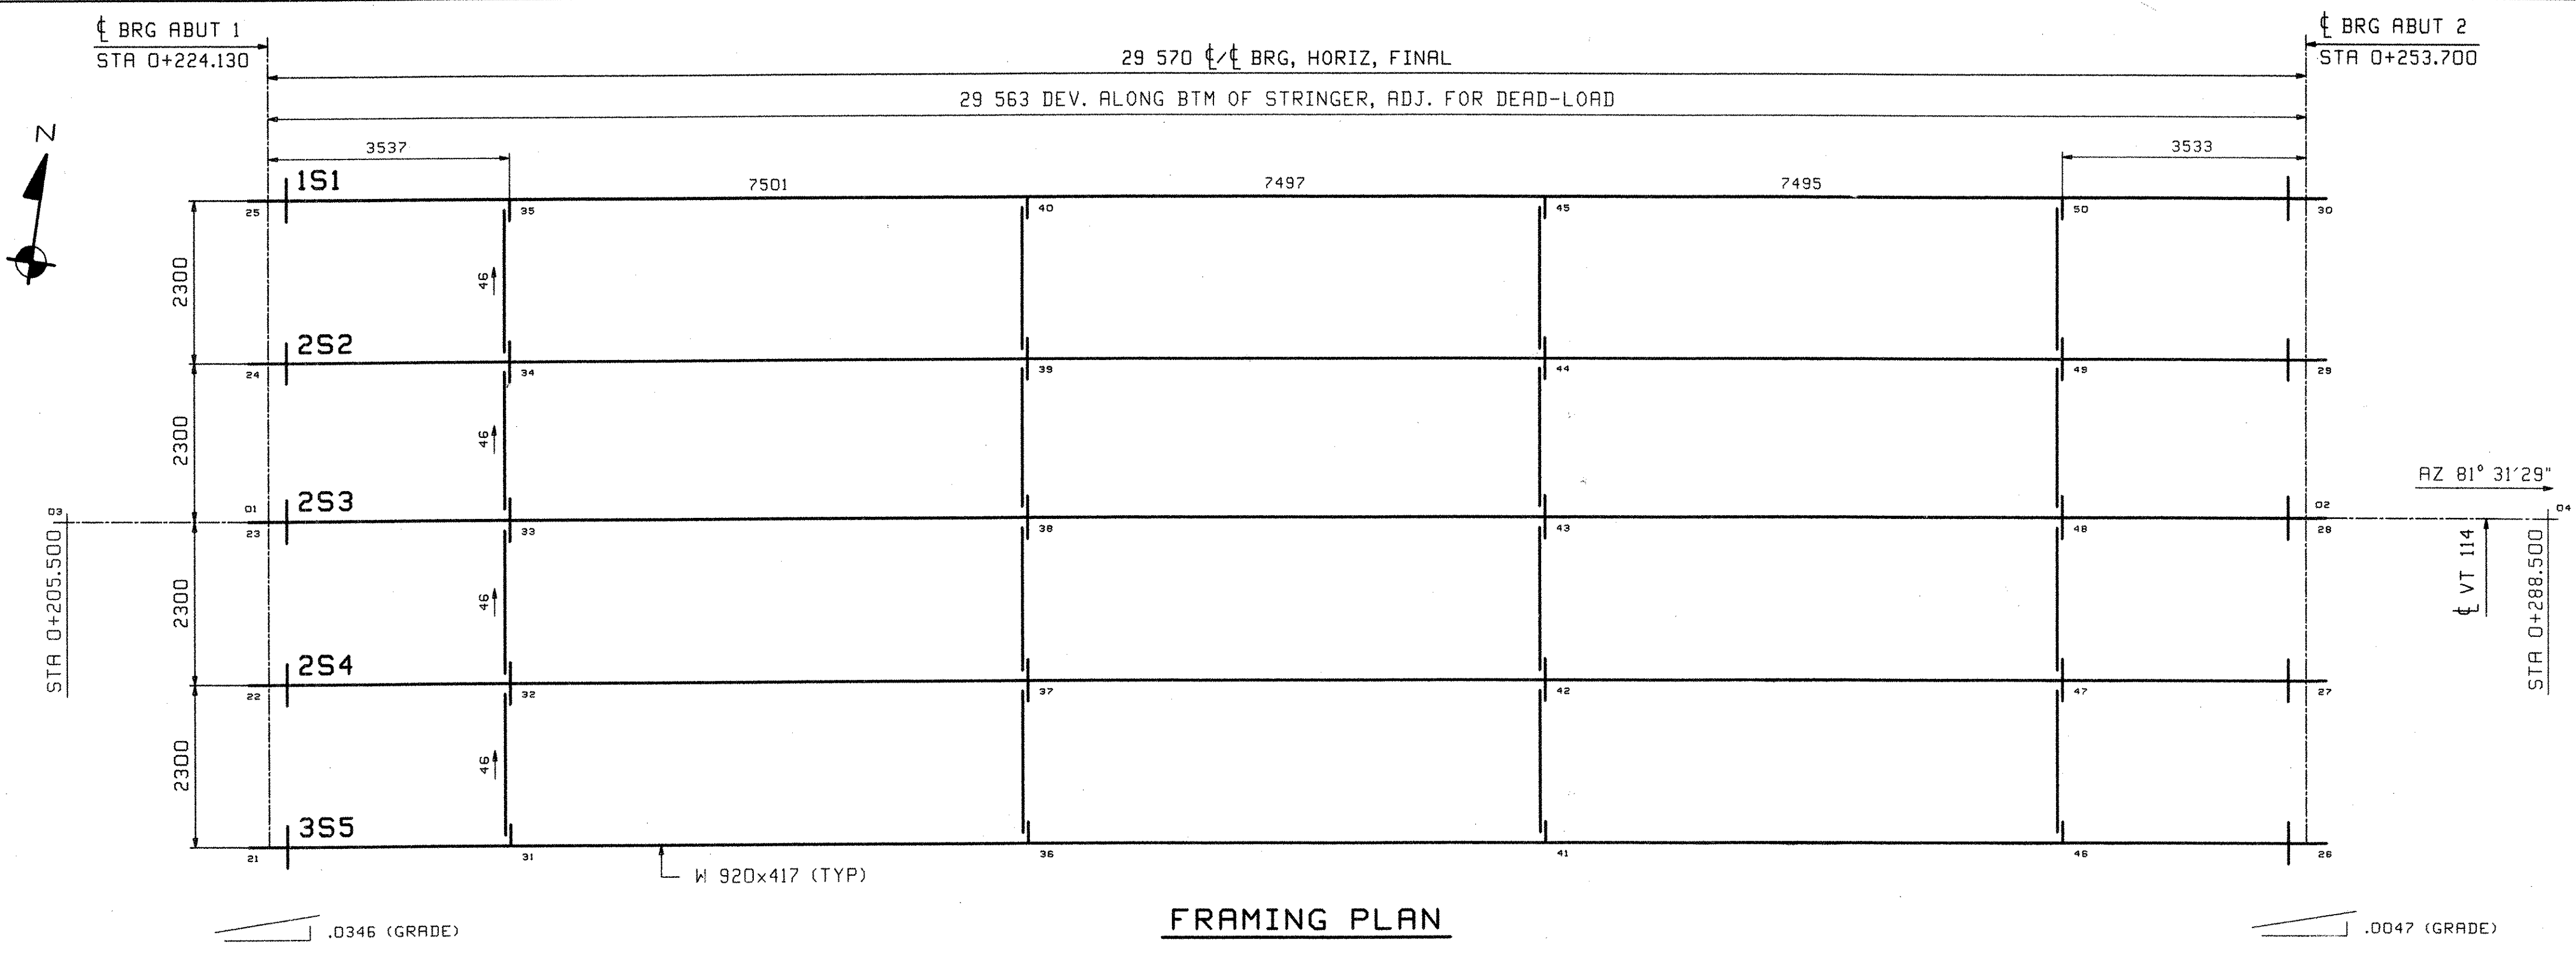 ℄ BRG ABUT 1
STA 0+224.130
℄ BRG ABUT 2
STA 0+253.700
29 570 ℄/℄ BRG, HORIZ, FINAL
29 563 DEV. ALONG BTM OF STRINGER, ADJ. FOR DEAD-LOAD
N
3537
3533
1S1
7501
7497
7495
25
35
40
45
50
30
2300
46
2S2
24
34
39
44
49
29
2300
46
AZ 81° 31'29"
03
01
2S3
02
04
23
33
38
43
48
28
STA 0+205.500
2300
46
℄ VT 114
STA 0+288.500
2S4
22
32
37
42
47
27
2300
46
3S5
21
31
36
41
46
26
W 920x417 (TYP)
FRAMING PLAN
.0346 (GRADE)
.0047 (GRADE)